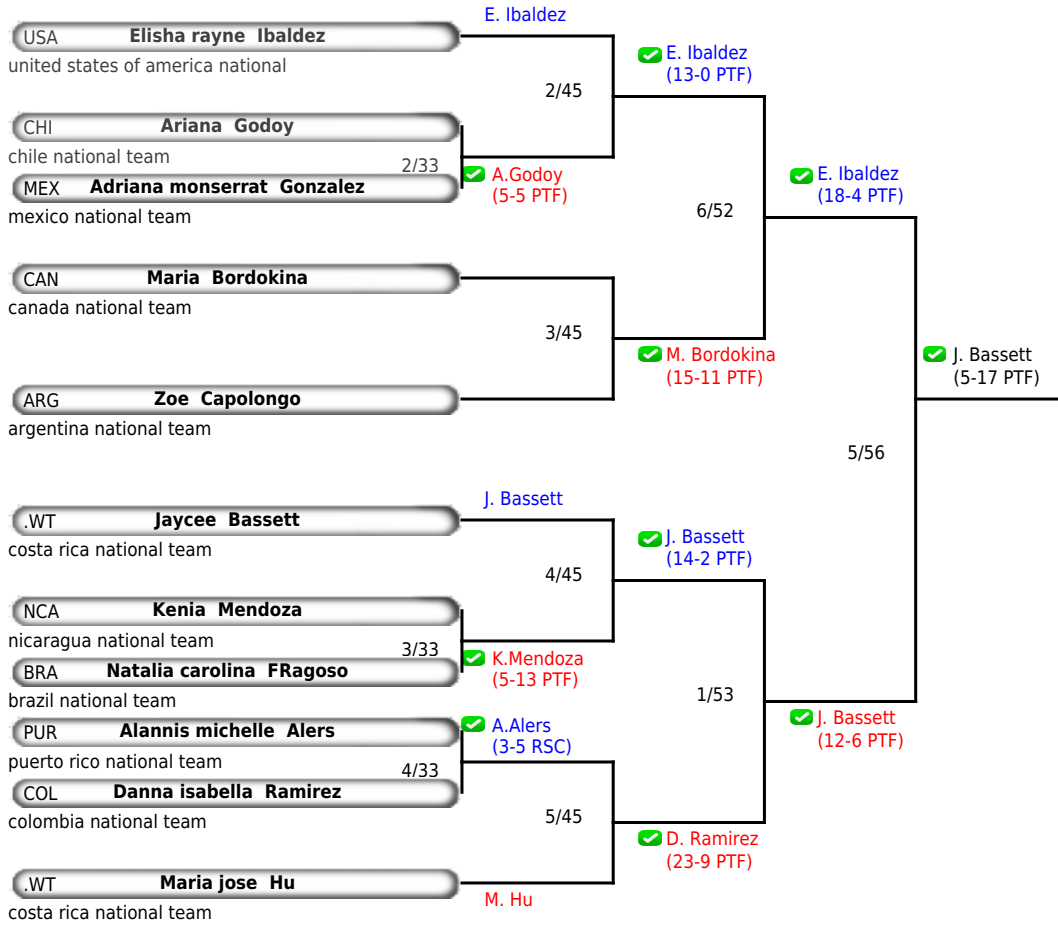 E. Ibaldez
USA Elisha rayne Ibaldez
united states of america national
E. Ibaldez
(13-0 PTF)
2/45
CHI Ariana Godoy
chile national team
2/33
A.Godoy
(5-5 PTF)
MEX Adriana monserrat Gonzalez
mexico national team
E. Ibaldez
(18-4 PTF)
6/52
CAN Maria Bordokina
canada national team
3/45
M. Bordokina
(15-11 PTF)
J. Bassett
(5-17 PTF)
ARG Zoe Capolongo
argentina national team
5/56
J. Bassett
.WT Jaycee Bassett
costa rica national team
J. Bassett
(14-2 PTF)
4/45
NCA Kenia Mendoza
nicaragua national team
3/33
K.Mendoza
(5-13 PTF)
BRA Natalia carolina FRagoso
brazil national team
1/53
J. Bassett
(12-6 PTF)
A.Alers
(3-5 RSC)
PUR Alannis michelle Alers
puerto rico national team
4/33
COL Danna isabella Ramirez
colombia national team
5/45
D. Ramirez
(23-9 PTF)
.WT Maria jose Hu
costa rica national team
M. Hu